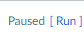 Paused [ Run ]